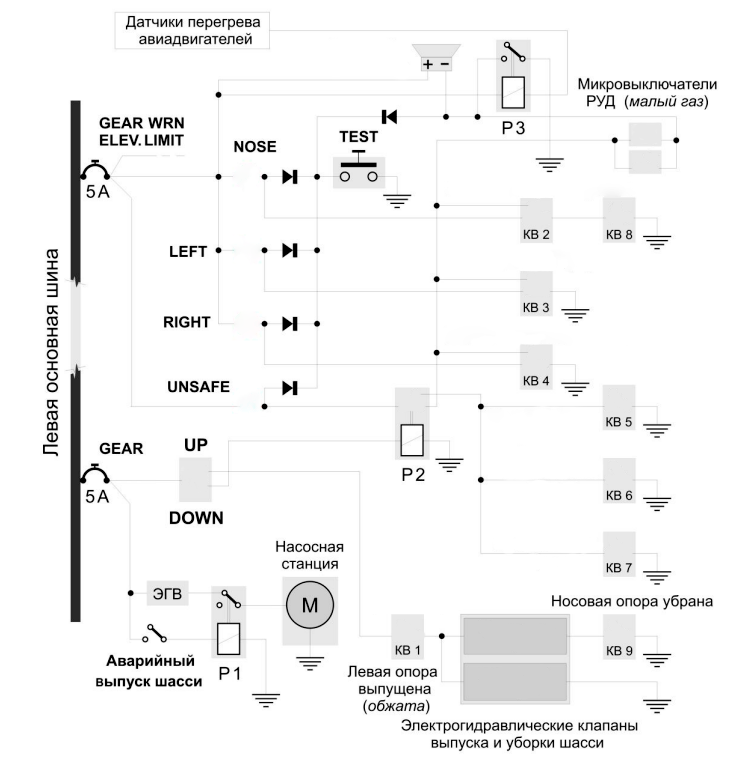 Датчики перегрева
авиадвигателей
+ −
Микровыключатели
РУД (малый газ)
P3
GEAR WRN
ELEV. LIMIT
NOSE
TEST
5 A
КВ 2
КВ 8
LEFT
КВ 3
Левая основная шина
RIGHT
КВ 4
UNSAFE
КВ 5
GEAR
UP
P2
5 A
КВ 6
DOWN
Насосная
станция
КВ 7
ЭГВ
M
Носовая опора убрана
Аварийный
выпуск шасси
P1
КВ 1
КВ 9
Левая опора
выпущена
(обжата)
Электрогидравлические клапаны
выпуска и уборки шасси